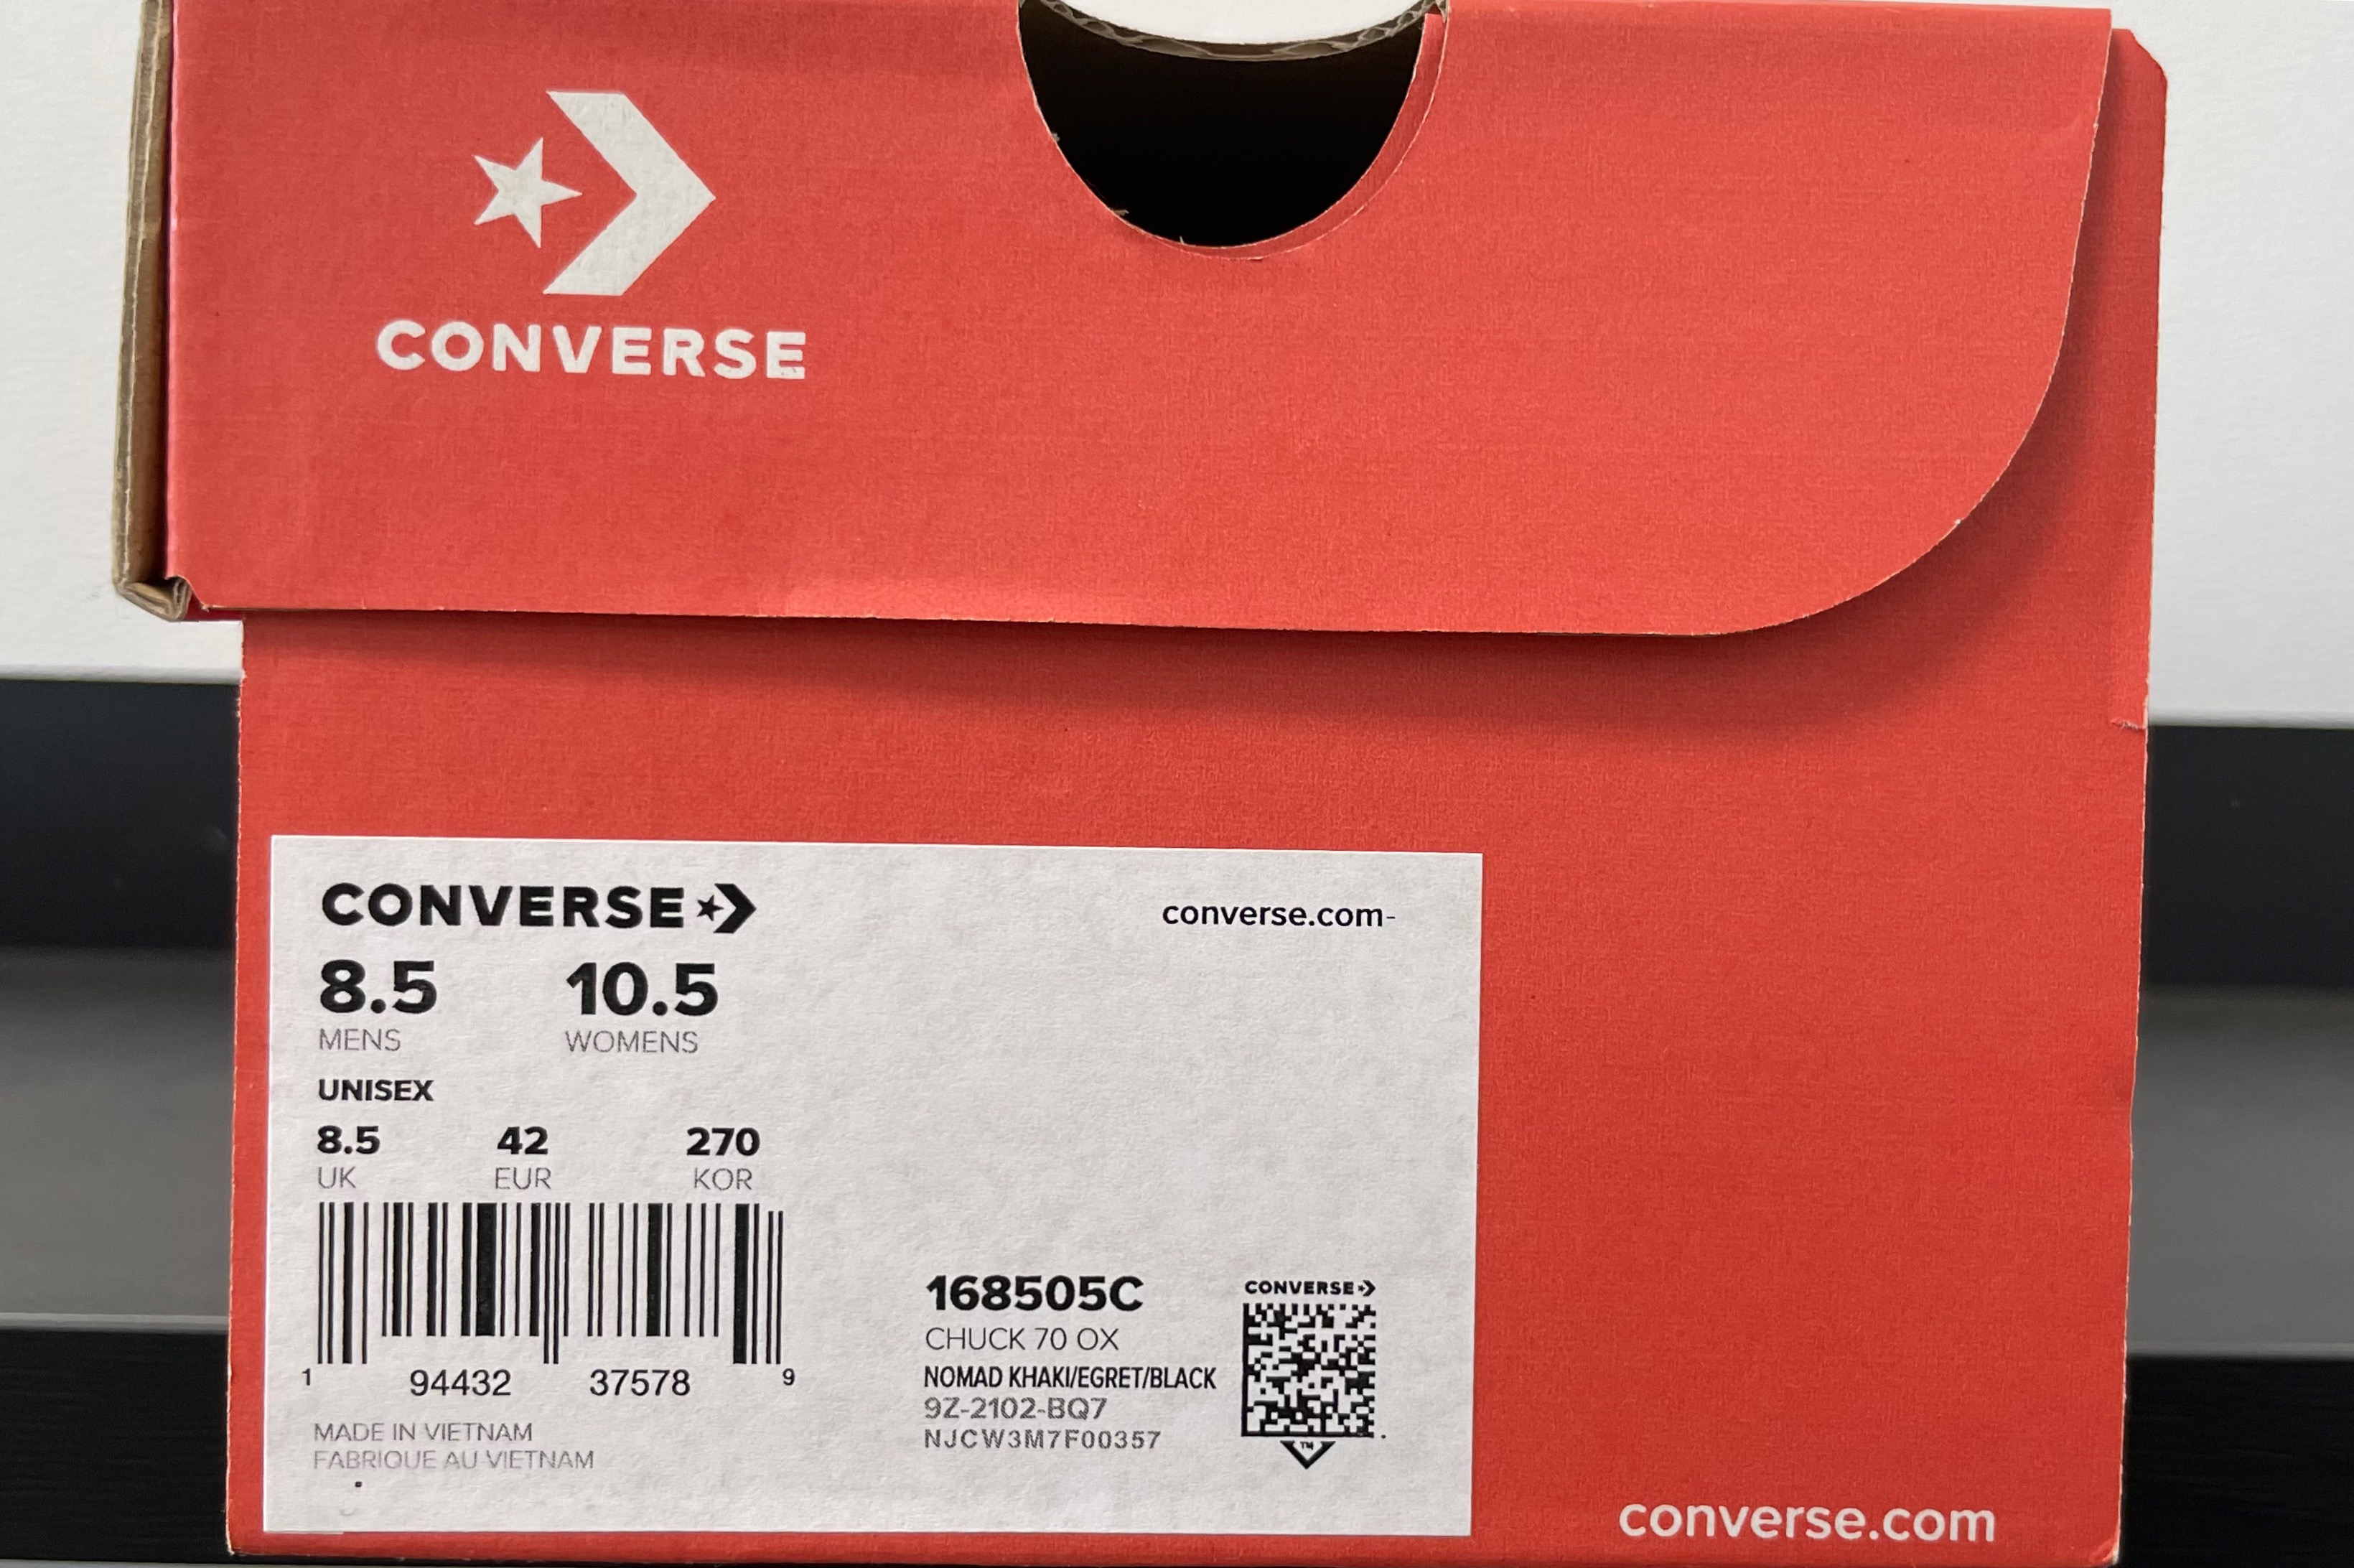 CONVERSE
CONVERSE
converse.com-
8.5 10.5
MENS WOMENS
UNISEX
8.5 42 270
UK EUR KOR
1 94432 37578 9
MADE IN VIETNAM
FABRIQUE AU VIETNAM
168505C
CHUCK 70 OX
NOMAD KHAKI/EGRET/BLACK
9Z-2102-BQ7
NJCW3M7F00357
CONVERSE
TM
converse.com